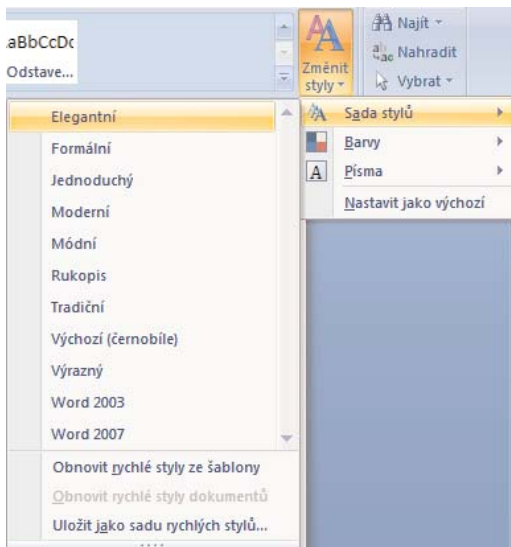 aBbCcDc
Odstave...
Změnit
styly
Najít
Nahradit
Vybrat
Sada stylů
Barvy
Písma
Nastavit jako výchozí
Elegantní
Formální
Jednoduchý
Moderní
Módní
Rukopis
Tradiční
Výchozí (černobíle)
Výrazný
Word 2003
Word 2007
Obnovit rychlé styly ze šablony
Obnovit rychlé styly dokumentů
Uložit jako sadu rychlých stylů...